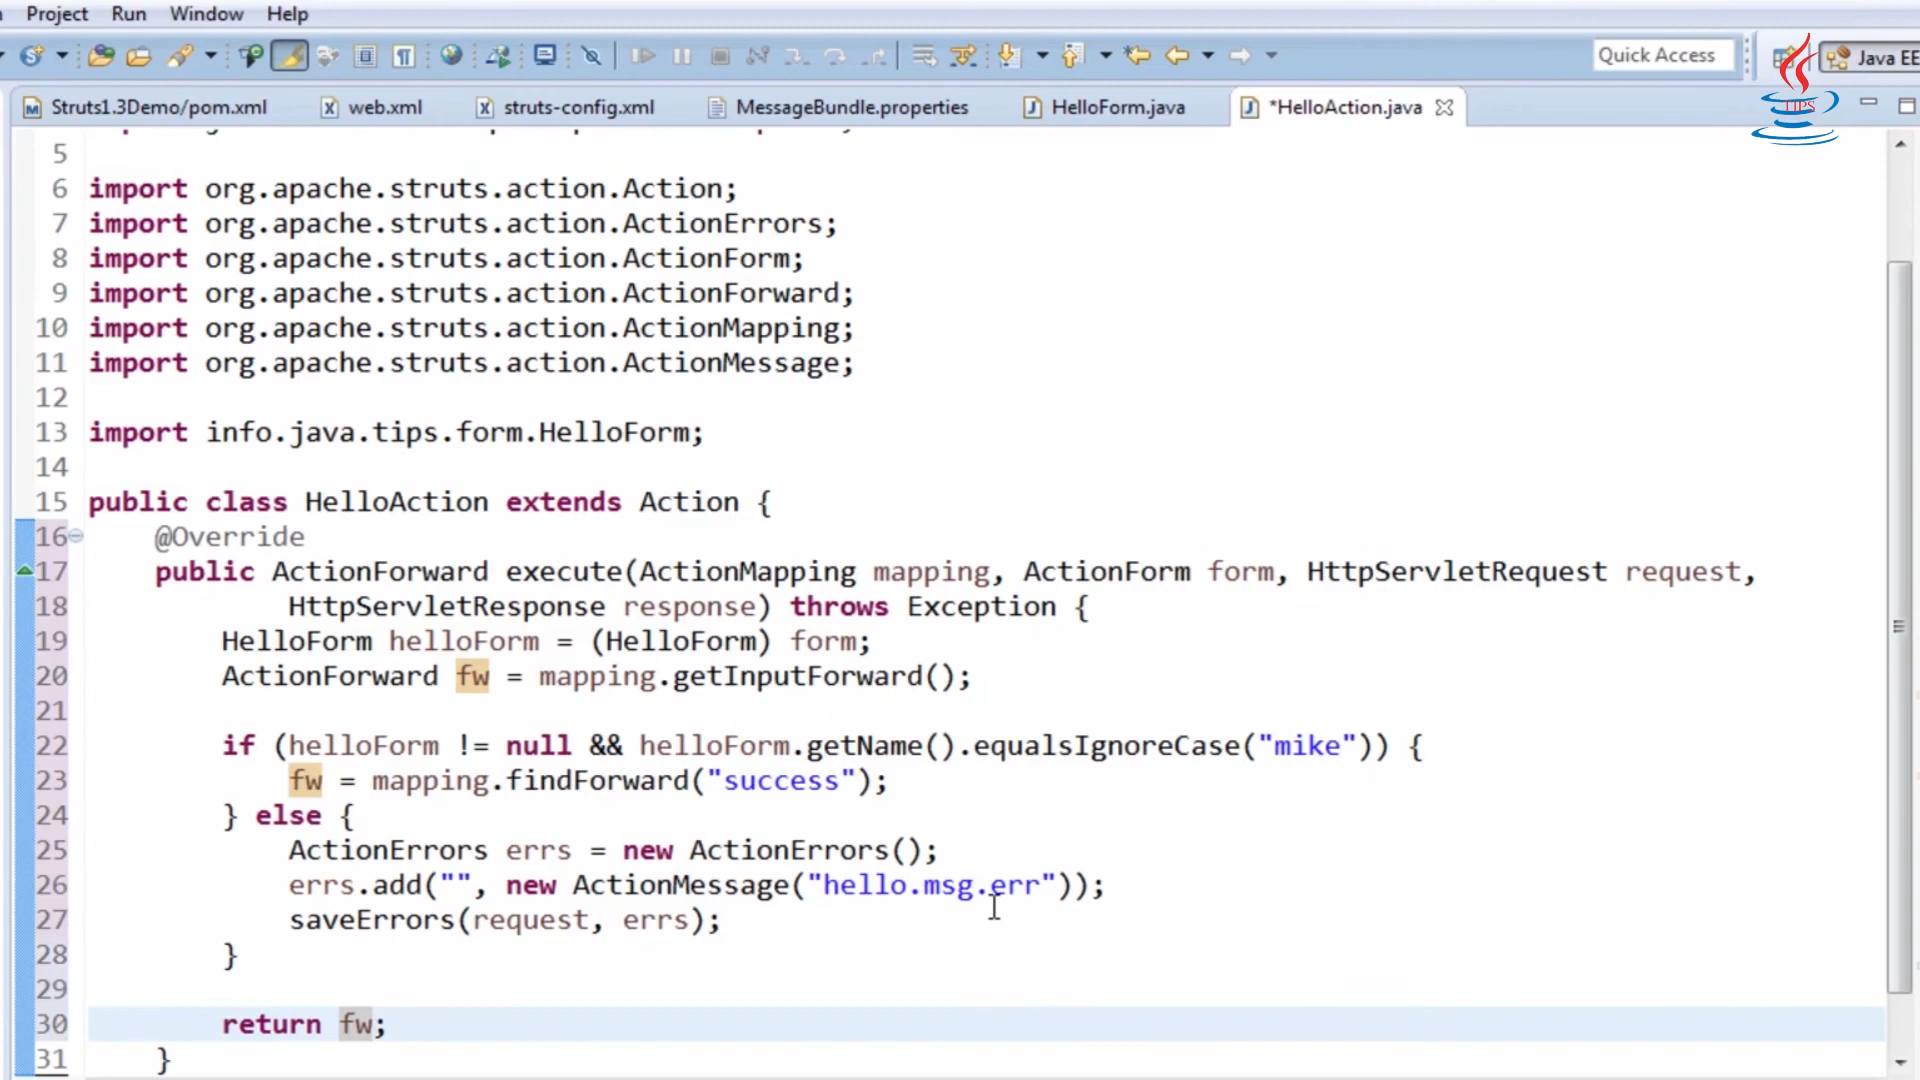 Project Run Window Help
Quick Access
Java EE
Struts1.3Demo/pom.xml web.xml struts-config.xml MessageBundle.properties HelloForm.java *HelloAction.java
TIPS
5
6 import org.apache.struts.action.Action;
7 import org.apache.struts.action.ActionErrors;
8 import org.apache.struts.action.ActionForm;
9 import org.apache.struts.action.ActionForward;
10 import org.apache.struts.action.ActionMapping;
11 import org.apache.struts.action.ActionMessage;
12
13 import info.java.tips.form.HelloForm;
14
15 public class HelloAction extends Action {
16 @Override
17 public ActionForward execute(ActionMapping mapping, ActionForm form, HttpServletRequest request,
18 HttpServletResponse response) throws Exception {
19 HelloForm helloForm = (HelloForm) form;
20 ActionForward fw = mapping.getInputForward();
21
22 if (helloForm != null && helloForm.getName().equalsIgnoreCase("mike")) {
23 fw = mapping.findForward("success");
24 } else {
25 ActionErrors errs = new ActionErrors();
26 errs.add("", new ActionMessage("hello.msg.err"));
27 saveErrors(request, errs);
28 }
29
30 return fw;
31 }